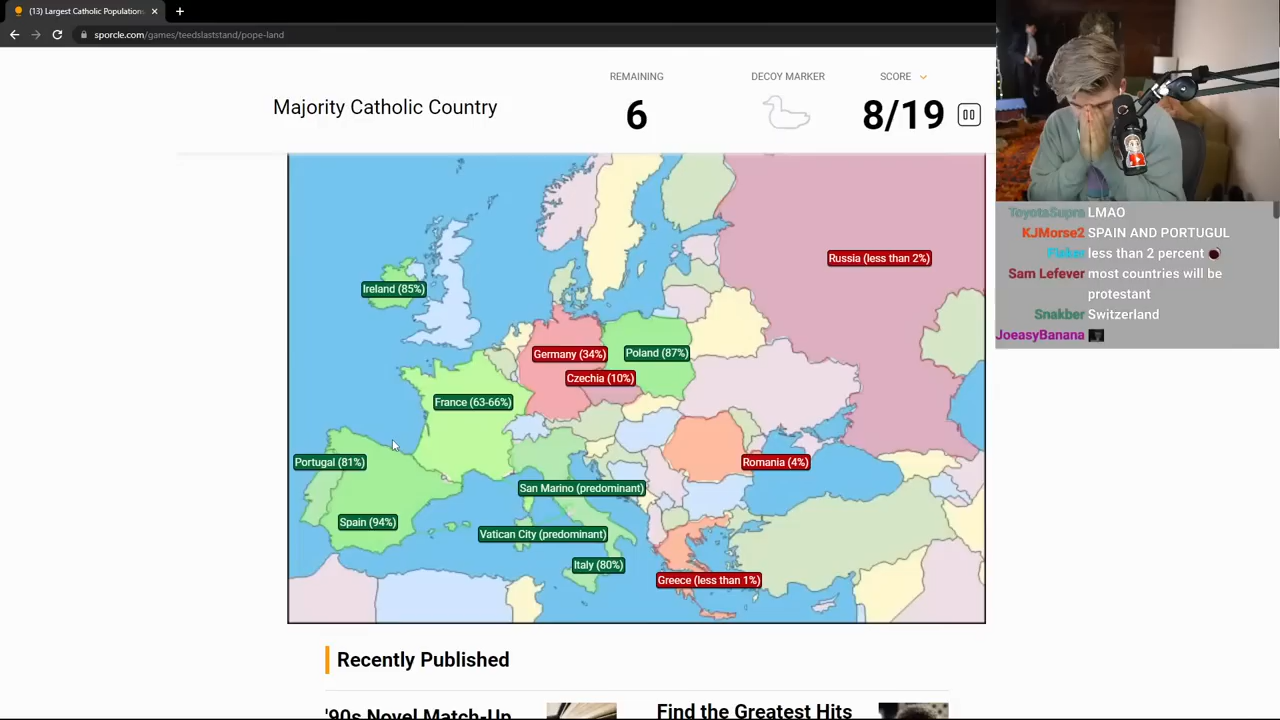 (13) Largest Catholic Population
sporcle.com/games/teedslaststand/pope-land
Majority Catholic Country
REMAINING
6
DECOY MARKER
SCORE
8/19
Russia (less than 2%)
Ireland (85%)
Germany (34%)
Poland (87%)
Czechia (10%)
France (63-66%)
Portugal (81%)
Romania (4%)
San Marino (predominant)
Spain (94%)
Vatican City (predominant)
Italy (80%)
Greece (less than 1%)
Recently Published
'90s Novel Match-Up
Find the Greatest Hits
ToyotaSupra LMAO
KJMorse2 SPAIN AND PORTUGUL
less than 2 percent
Sam Lefever most countries will be
protestant
Snakber Switzerland
JoeasyBanana